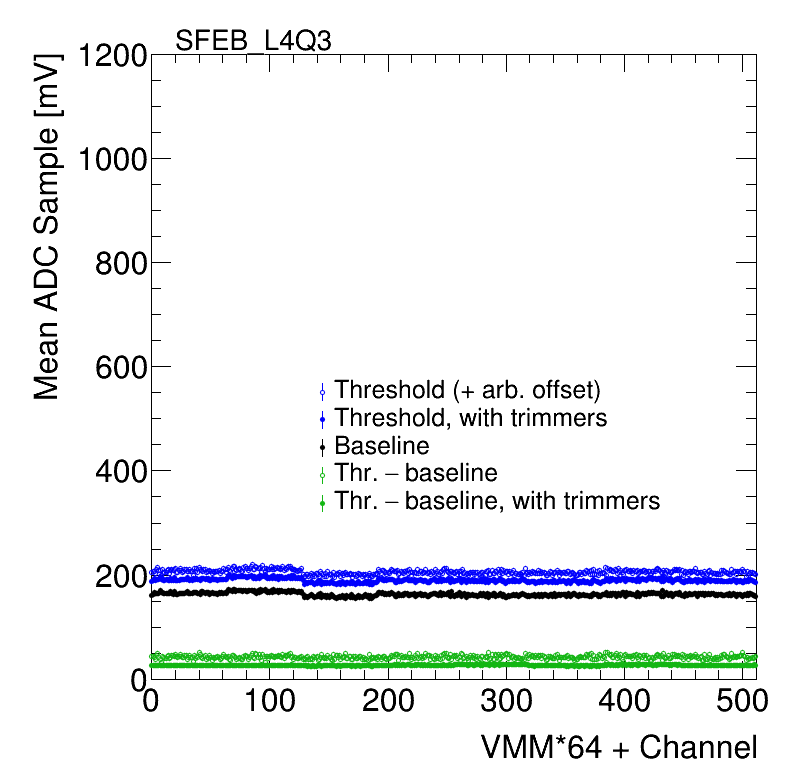 SFEB_L4Q3
Mean ADC Sample [mV]
1200
1000
800
600
400
200
0
Threshold (+ arb. offset)
Threshold, with trimmers
Baseline
Thr. – baseline
Thr. – baseline, with trimmers
0 100 200 300 400 500
VMM*64 + Channel